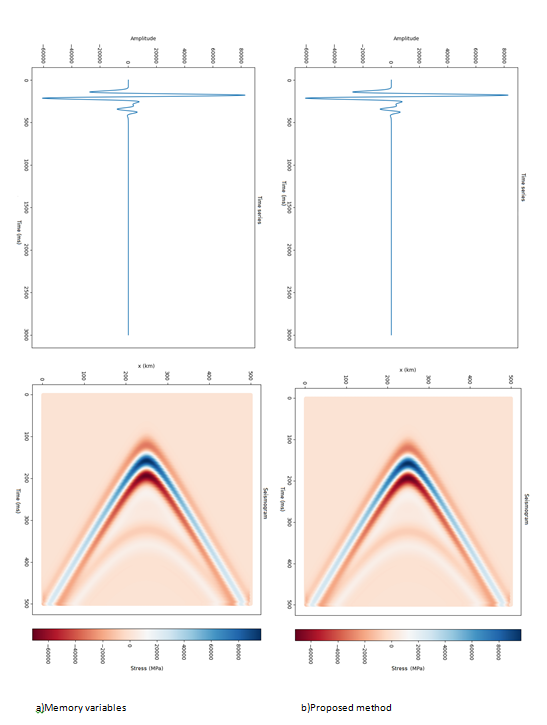 Amplitude
-60000 -40000 -20000 0 20000 40000 60000 80000
0 500 1000 1500 2000 2500 3000
Time (ms)
Time series
Amplitude
-60000 -40000 -20000 0 20000 40000 60000 80000
0 500 1000 1500 2000 2500 3000
Time (ms)
Time series
x (km)
0 100 200 300 400 500
0 100 200 300 400 500
Time (ms)
Seismogram
-60000 -40000 -20000 0 20000 40000 60000 80000
Stress (MPa)
x (km)
0 100 200 300 400 500
0 100 200 300 400 500
Time (ms)
Seismogram
-60000 -40000 -20000 0 20000 40000 60000 80000
Stress (MPa)
a)Memory variables
b)Proposed method